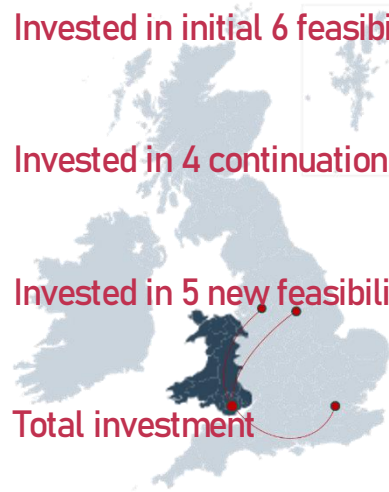 Invested in initial 6 feasibi
Invested in 4 continuation
Invested in 5 new feasibili
Total investment